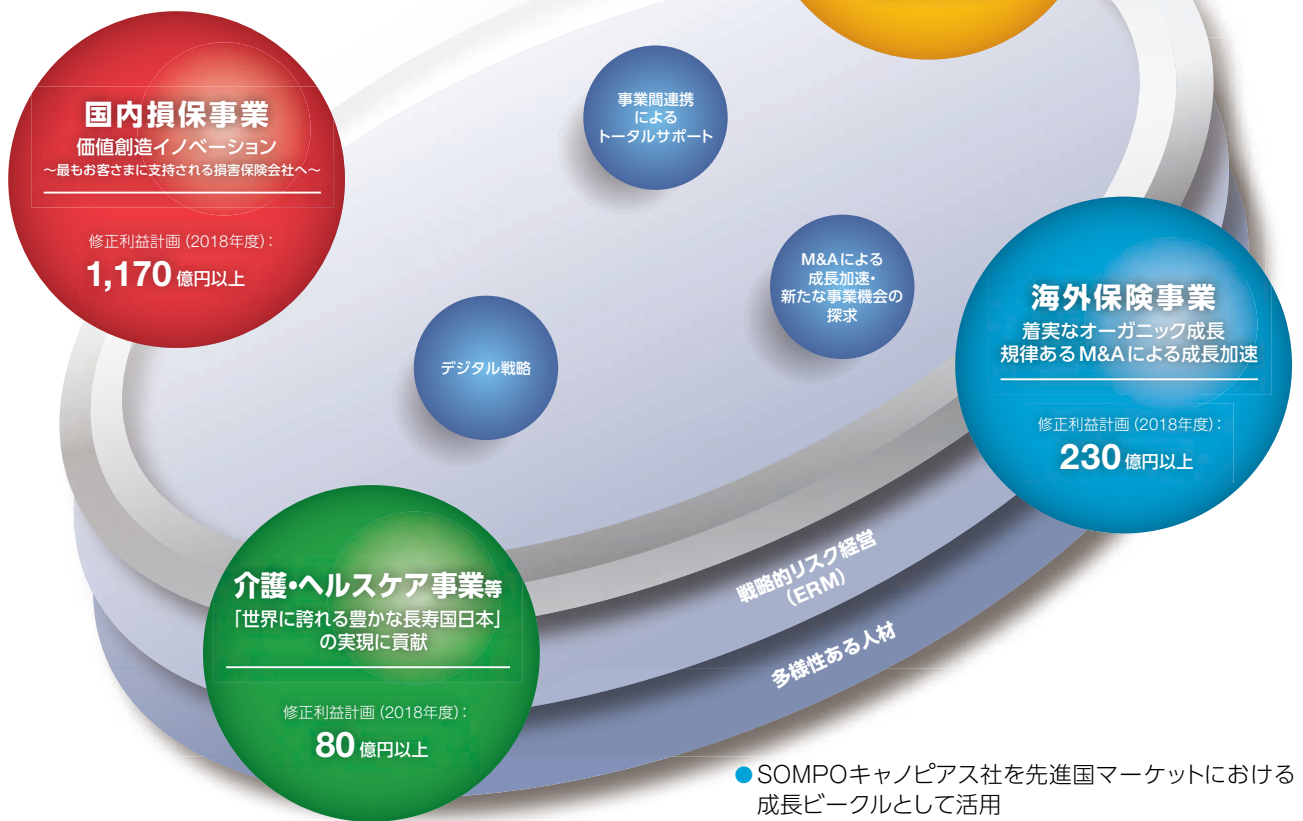 国内損保事業
価値創造イノベーション
～最もお客さまに支持される損害保険会社へ～
修正利益計画（2018年度）：
1,170億円以上
事業間連携
による
トータルサポート
M&Aによる
成長加速・
新たな事業機会の
探求
デジタル戦略
海外保険事業
着実なオーガニック成長
規律あるM&Aによる成長加速
修正利益計画（2018年度）：
230億円以上
介護・ヘルスケア事業等
「世界に誇れる豊かな長寿国日本」
の実現に貢献
修正利益計画（2018年度）：
80億円以上
戦略的リスク経営
（ERM）
多様性ある人材
●SOMPOキャノピアス社を先進国マーケットにおける
成長ビークルとして活用